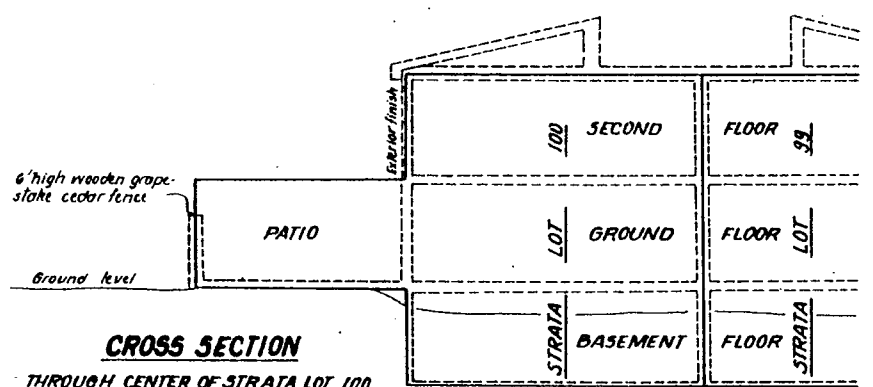 Exterior finish
100 SECOND FLOOR 99
6' high wooden grape-
stake cedar fence
PATIO
LOT GROUND FLOOR LOT
Ground level
STRATA BASEMENT FLOOR STRATA
CROSS SECTION
THROUGH CENTER OF STRATA LOT 100